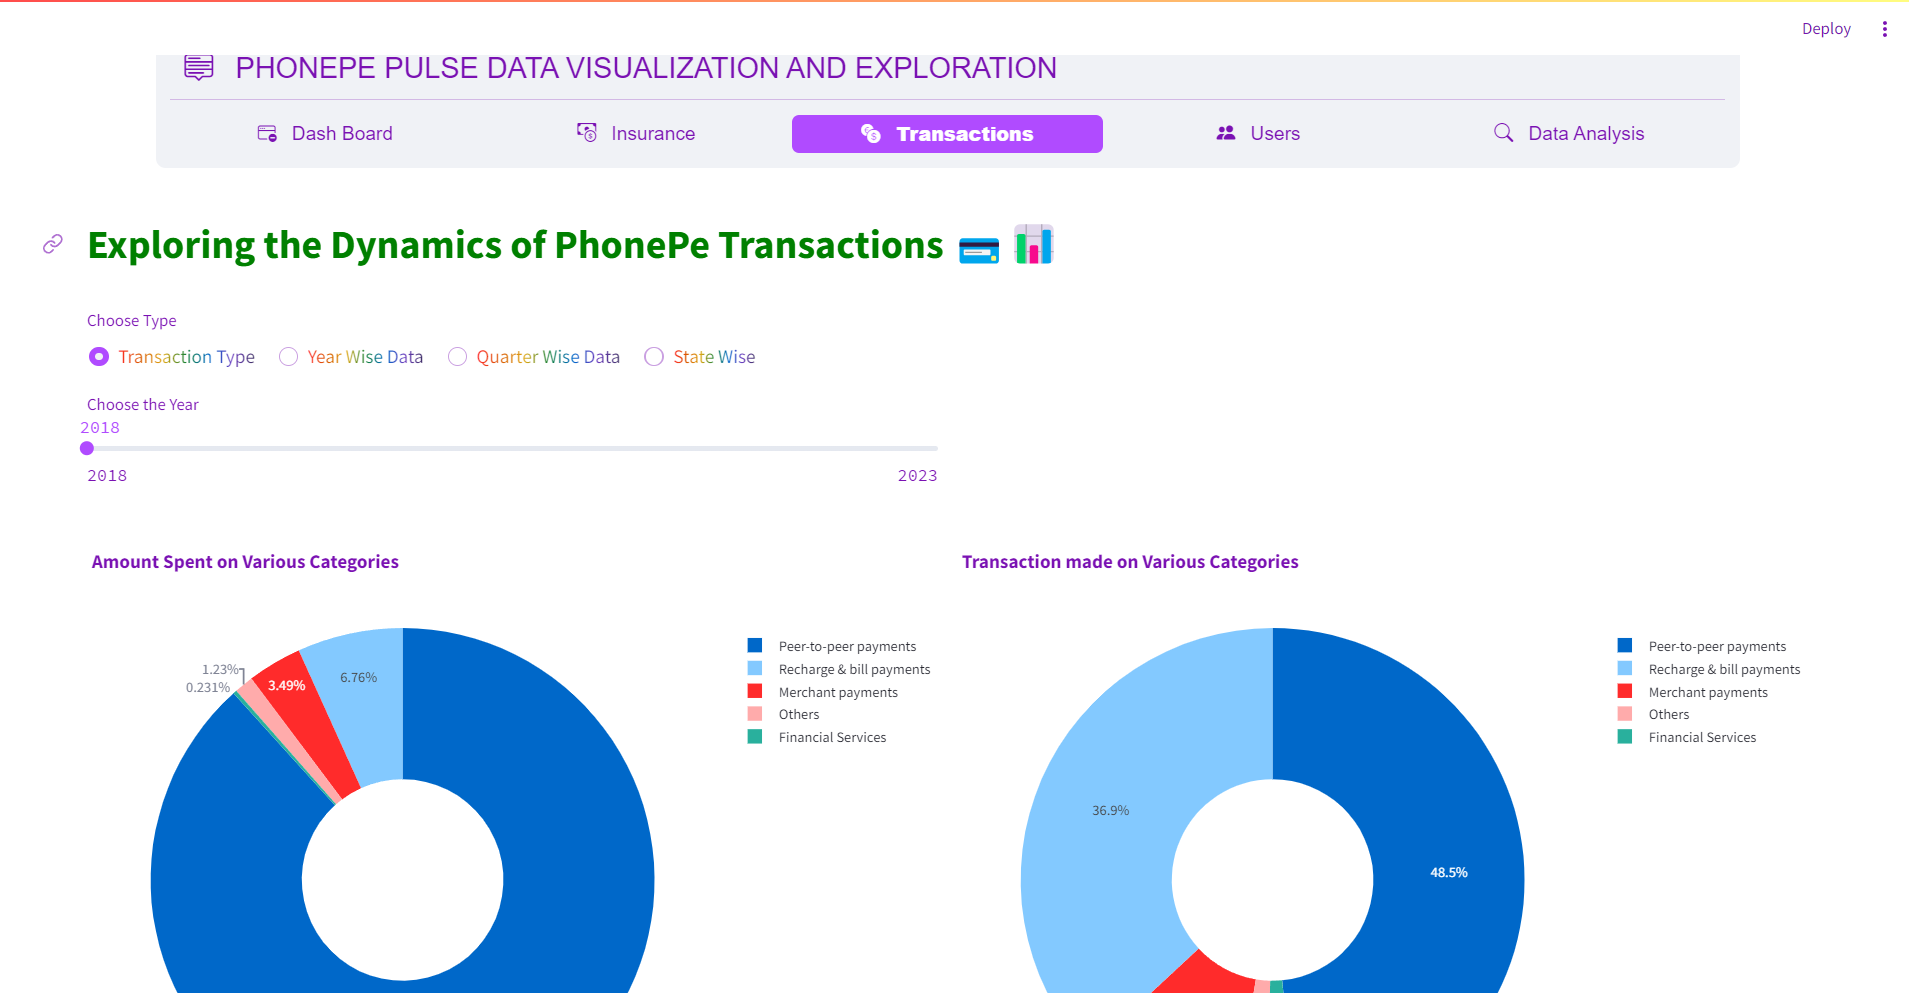 Deploy
PHONEPE PULSE DATA VISUALIZATION AND EXPLORATION
Dash Board Insurance Transactions Users Data Analysis
Exploring the Dynamics of PhonePe Transactions
Choose Type
Transaction Type Year Wise Data Quarter Wise Data State Wise
Choose the Year
2018
2018 2023
Amount Spent on Various Categories
1.23%
0.231%
3.49%
6.76%
Peer-to-peer payments
Recharge & bill payments
Merchant payments
Others
Financial Services
Transaction made on Various Categories
36.9%
48.5%
Peer-to-peer payments
Recharge & bill payments
Merchant payments
Others
Financial Services